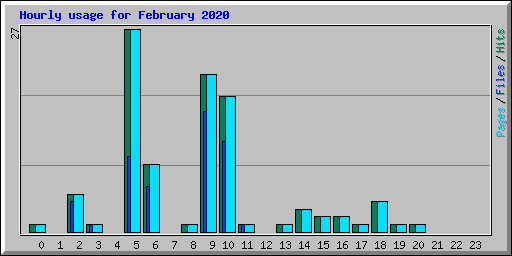 Hourly usage for February 2020
27
Pages/Files/Hits
0 1 2 3 4 5 6 7 8 9 10 11 12 13 14 15 16 17 18 19 20 21 22 23